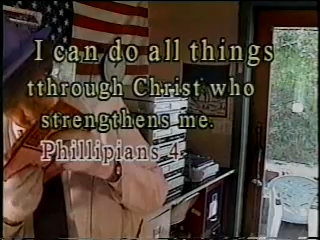 I can do all things
tthrough Christ who
strengthens me.
Phillipians 4: